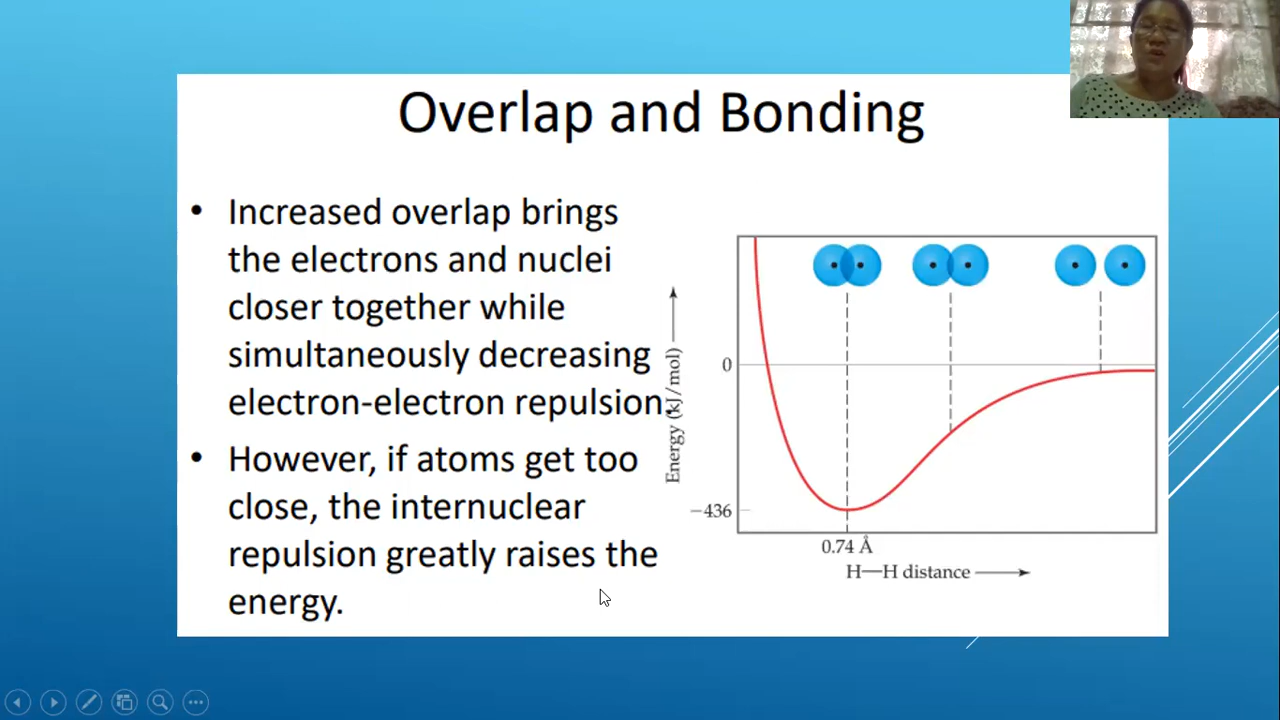 Overlap and Bonding
• Increased overlap brings
the electrons and nuclei
closer together while
simultaneously decreasing
electron-electron repulsion.
• However, if atoms get too
close, the internuclear
repulsion greatly raises the
energy.
Energy (kJ/mol)
0
−436
0.74 Å
H—H distance